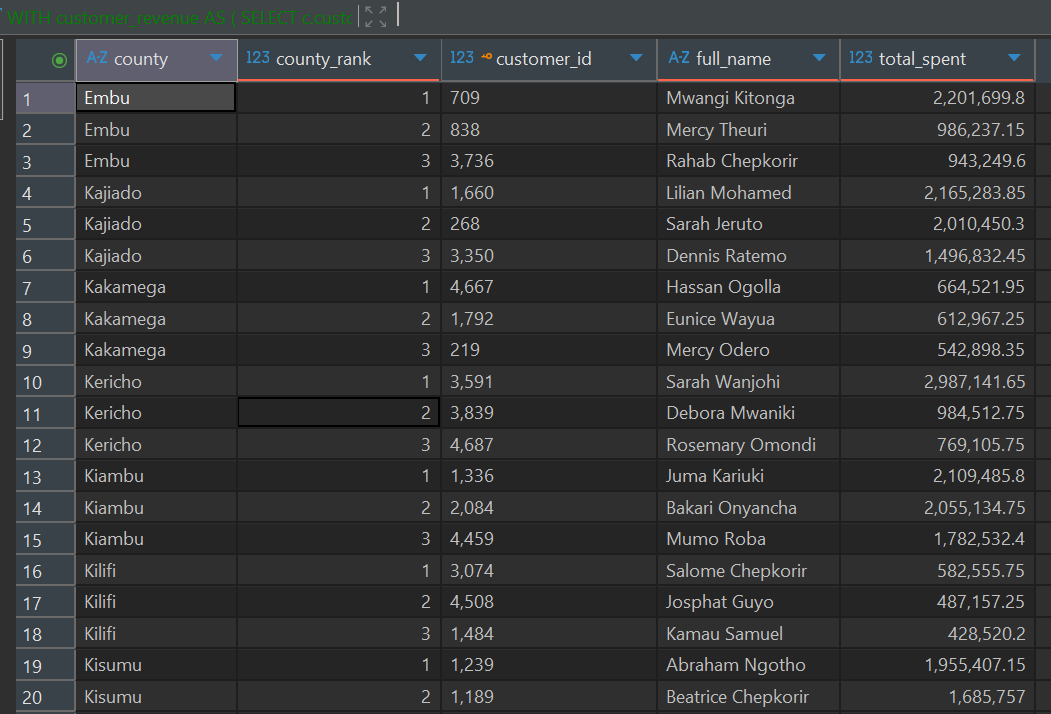 WITH customer_revenue AS ( SELECT c.custo
A-Z county 123 county_rank 123 customer_id A-Z full_name 123 total_spent
1 Embu 1 709 Mwangi Kitonga 2,201,699.8
2 Embu 2 838 Mercy Theuri 986,237.15
3 Embu 3 3,736 Rahab Chepkorir 943,249.6
4 Kajiado 1 1,660 Lilian Mohamed 2,165,283.85
5 Kajiado 2 268 Sarah Jeruto 2,010,450.3
6 Kajiado 3 3,350 Dennis Ratemo 1,496,832.45
7 Kakamega 1 4,667 Hassan Ogolla 664,521.95
8 Kakamega 2 1,792 Eunice Wayua 612,967.25
9 Kakamega 3 219 Mercy Odero 542,898.35
10 Kericho 1 3,591 Sarah Wanjohi 2,987,141.65
11 Kericho 2 3,839 Debora Mwaniki 984,512.75
12 Kericho 3 4,687 Rosemary Omondi 769,105.75
13 Kiambu 1 1,336 Juma Kariuki 2,109,485.8
14 Kiambu 2 2,084 Bakari Onyancha 2,055,134.75
15 Kiambu 3 4,459 Mumo Roba 1,782,532.4
16 Kilifi 1 3,074 Salome Chepkorir 582,555.75
17 Kilifi 2 4,508 Josphat Guyo 487,157.25
18 Kilifi 3 1,484 Kamau Samuel 428,520.2
19 Kisumu 1 1,239 Abraham Ngotho 1,955,407.15
20 Kisumu 2 1,189 Beatrice Chepkorir 1,685,757